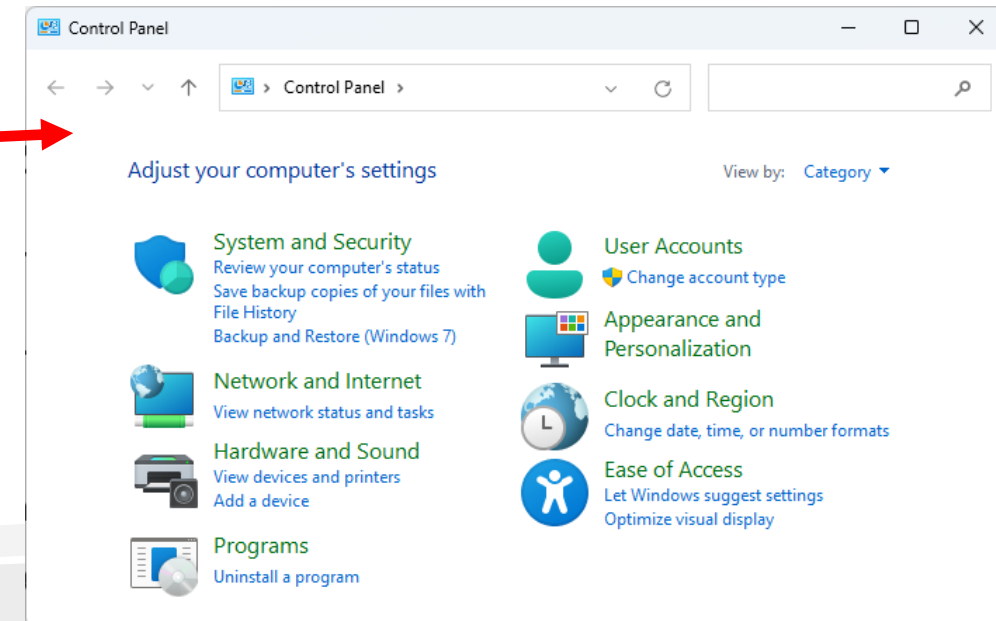 Control Panel
Control Panel
Adjust your computer's settings
View by: Category
System and Security
Review your computer's status
Save backup copies of your files with
File History
Backup and Restore (Windows 7)
Network and Internet
View network status and tasks
Hardware and Sound
View devices and printers
Add a device
Programs
Uninstall a program
User Accounts
Change account type
Appearance and
Personalization
Clock and Region
Change date, time, or number formats
Ease of Access
Let Windows suggest settings
Optimize visual display